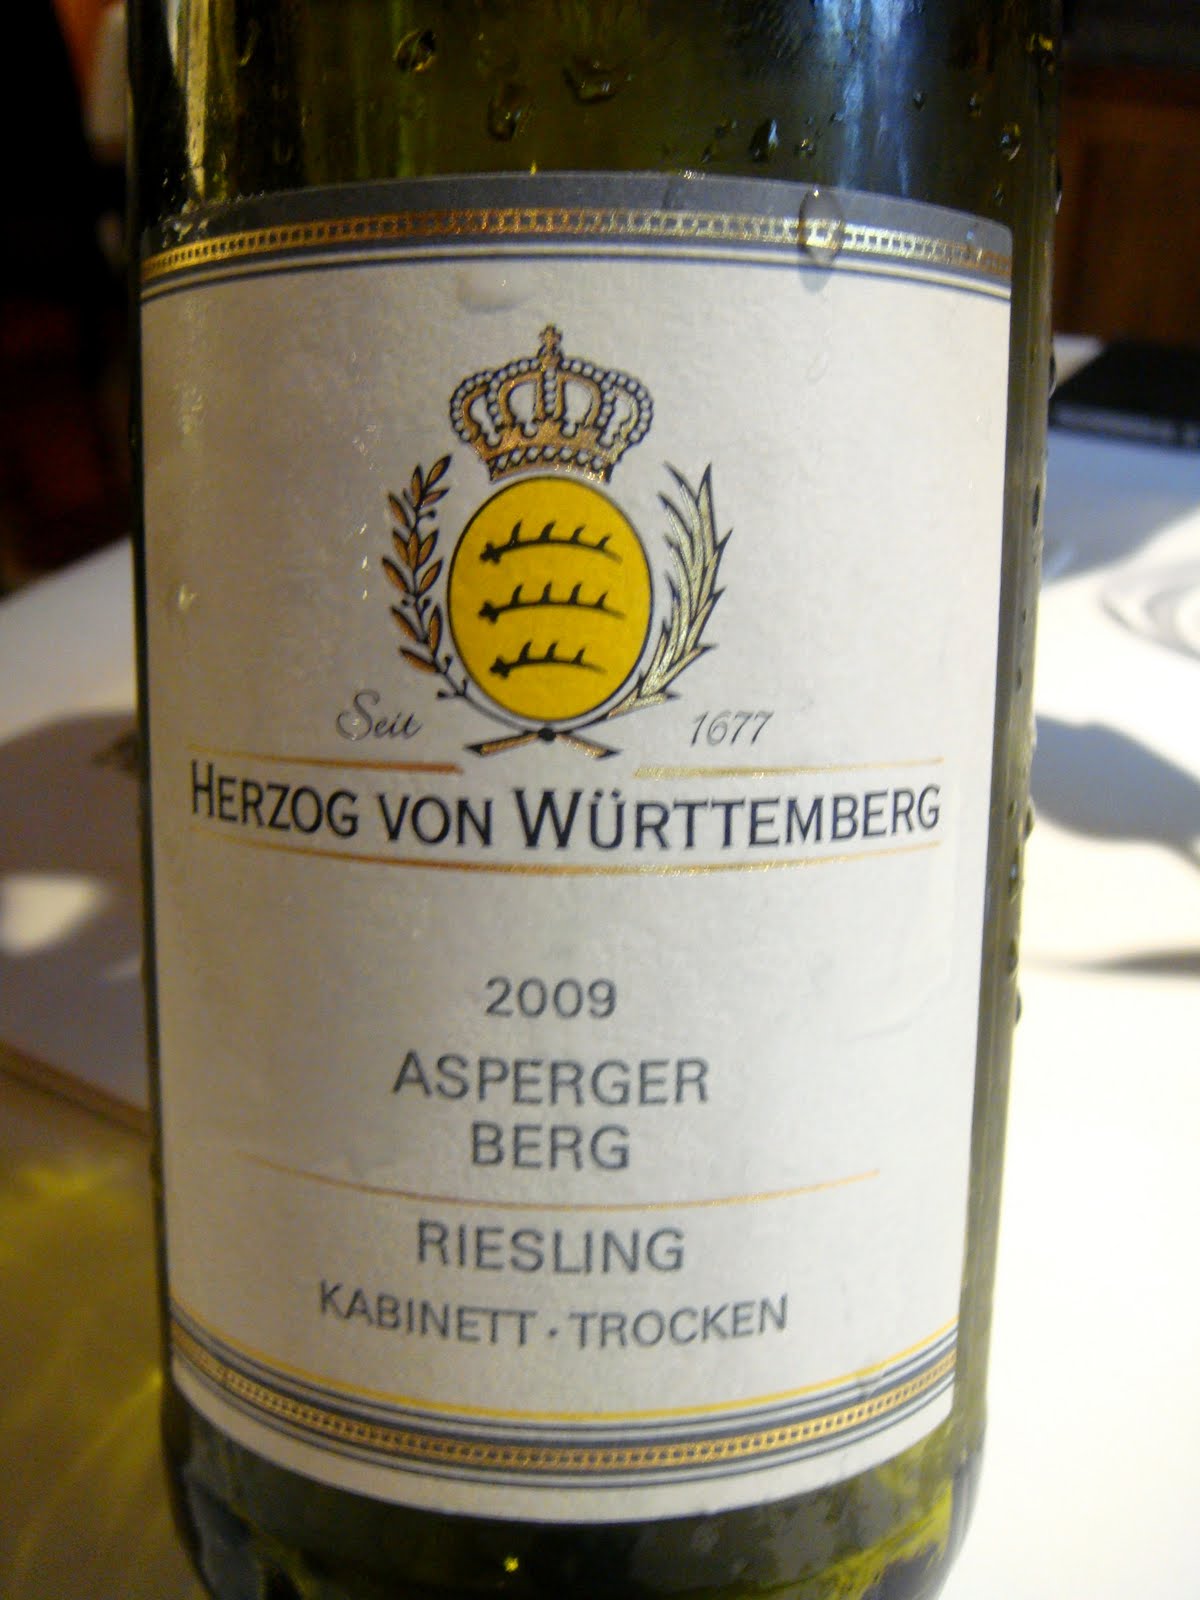 Seit 1677
HERZOG VON WÜRTTEMBERG
2009
ASPERGER
BERG
RIESLING
KABINETT · TROCKEN